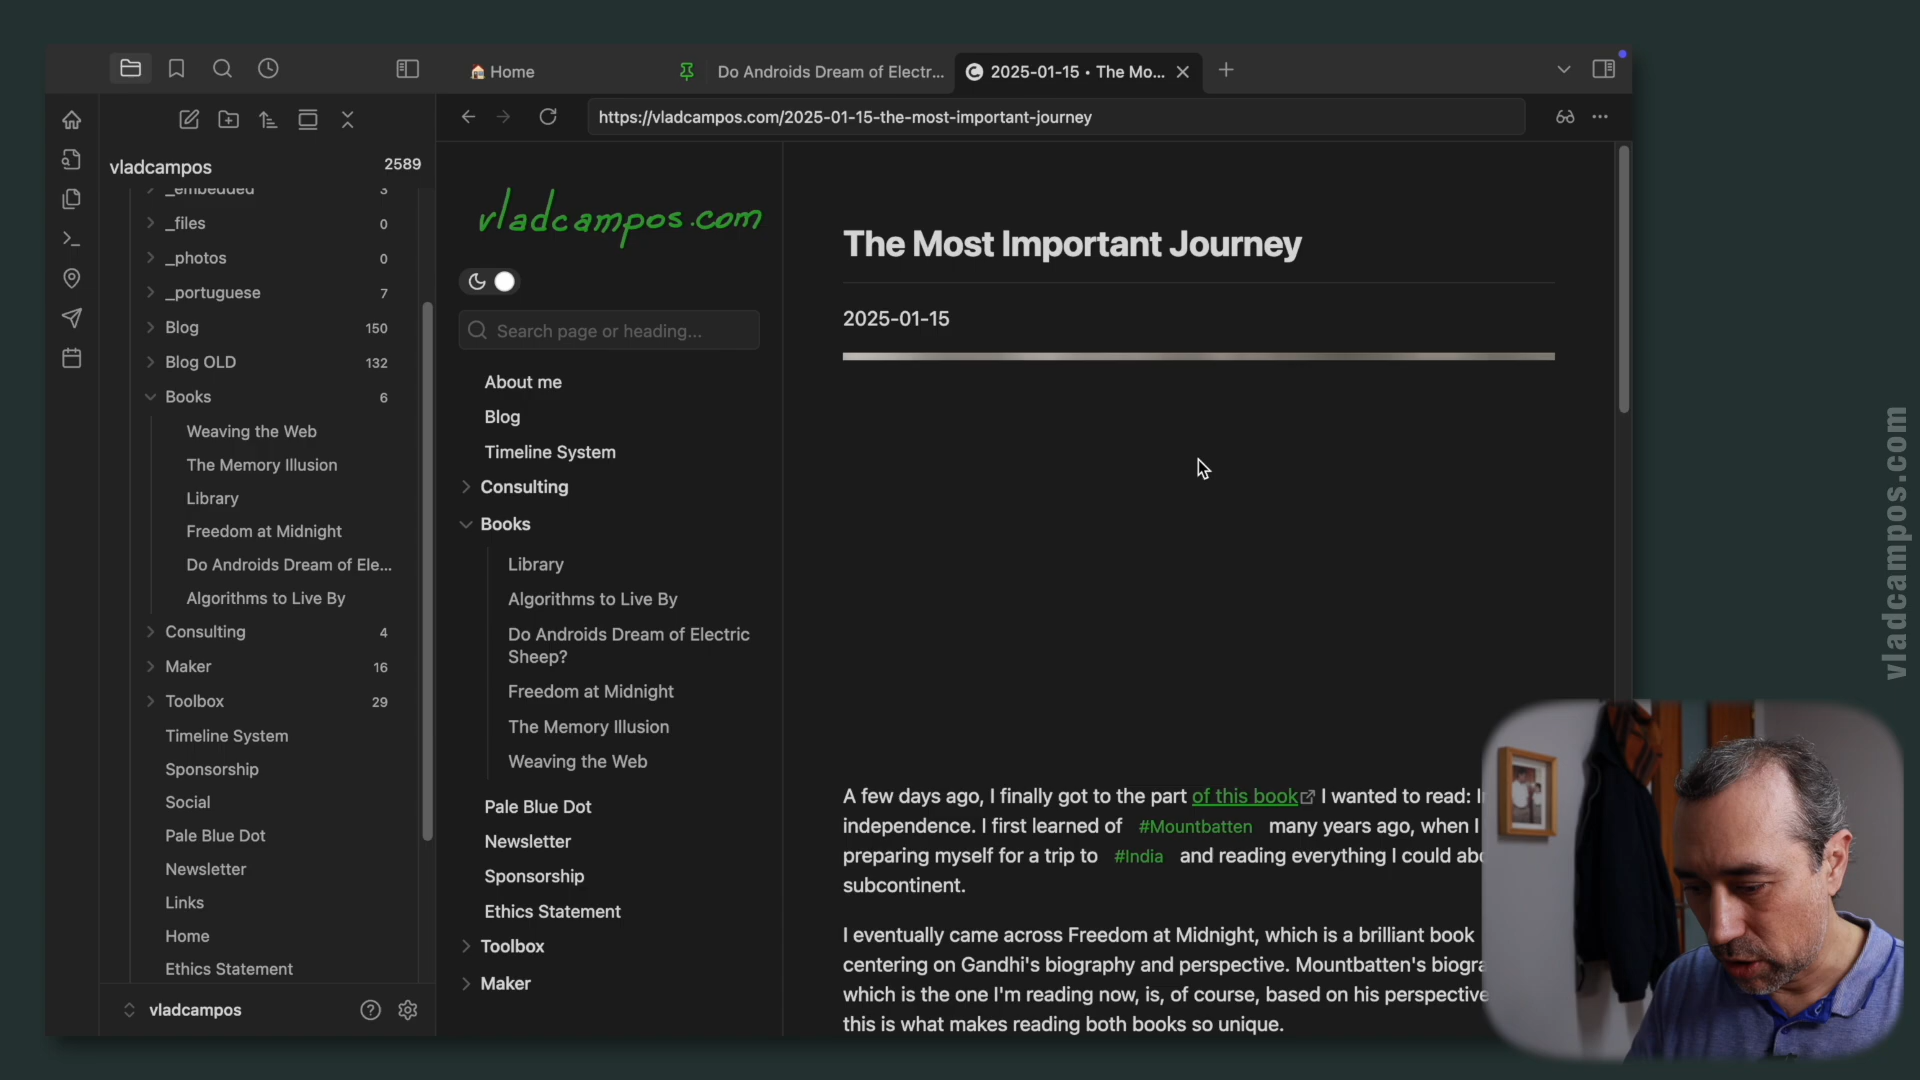 Home
Do Androids Dream of Electr...
2025-01-15 • The Mo...
https://vladcampos.com/2025-01-15-the-most-important-journey
vladcampos
2589
_embedded
3
_files
0
_photos
0
_portuguese
7
Blog
150
Blog OLD
132
Books
6
Weaving the Web
The Memory Illusion
Library
Freedom at Midnight
Do Androids Dream of Ele...
Algorithms to Live By
Consulting
4
Maker
16
Toolbox
29
Timeline System
Sponsorship
Social
Pale Blue Dot
Newsletter
Links
Home
Ethics Statement
vladcampos
vladcampos.com
Search page or heading...
About me
Blog
Timeline System
Consulting
Books
Library
Algorithms to Live By
Do Androids Dream of Electric
Sheep?
Freedom at Midnight
The Memory Illusion
Weaving the Web
Pale Blue Dot
Newsletter
Sponsorship
Ethics Statement
Toolbox
Maker
The Most Important Journey
2025-01-15
A few days ago, I finally got to the part of this book I wanted to read:
independence. I first learned of #Mountbatten many years ago, when I
preparing myself for a trip to #India and reading everything I could
subcontinent.
I eventually came across Freedom at Midnight, which is a brilliant book
centering on Gandhi's biography and perspective. Mountbatten's
which is the one I'm reading now, is, of course, based on his perspective
this is what makes reading both books so unique.
vladcampos.com